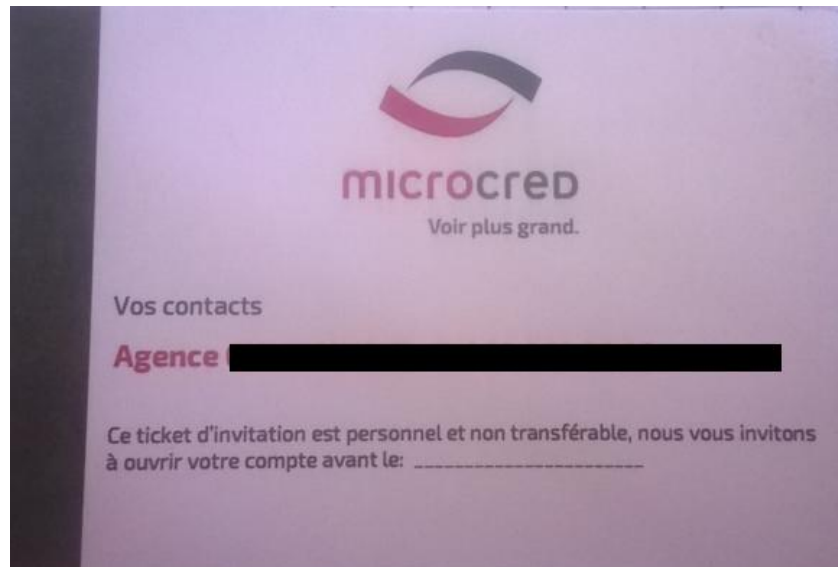 microcred
Voir plus grand.
Vos contacts
Agence
Ce ticket d'invitation est personnel et non transférable, nous vous invitons
à ouvrir votre compte avant le: ______________________